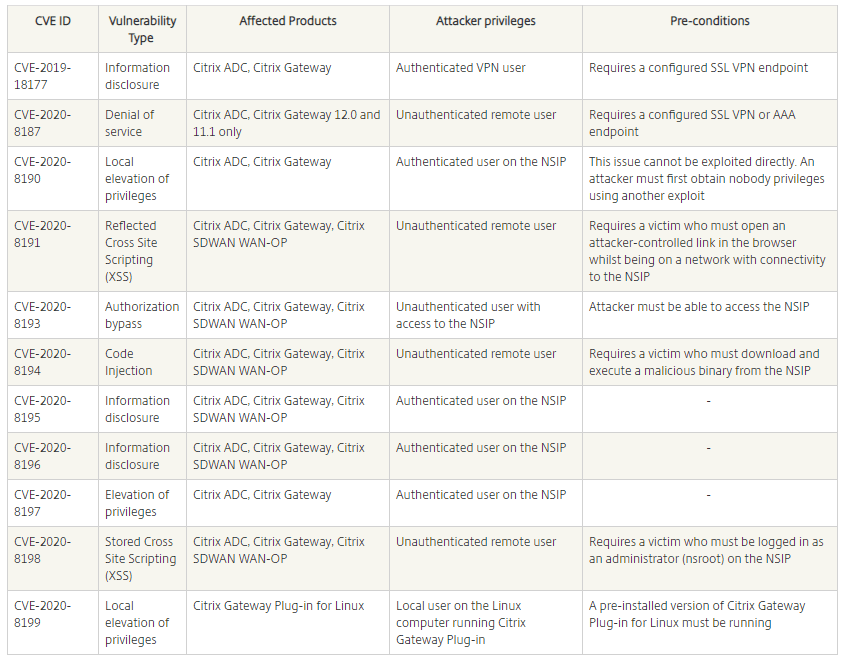 CVE ID
Vulnerability
Type
Affected Products
Attacker privileges
Pre-conditions
CVE-2019-
18177
Information
disclosure
Citrix ADC, Citrix Gateway
Authenticated VPN user
Requires a configured SSL VPN endpoint
CVE-2020-
8187
Denial of
service
Citrix ADC, Citrix Gateway 12.0 and
11.1 only
Unauthenticated remote user
Requires a configured SSL VPN or AAA
endpoint
CVE-2020-
8190
Local
elevation of
privileges
Citrix ADC, Citrix Gateway
Authenticated user on the NSIP
This issue cannot be exploited directly. An
attacker must first obtain nobody privileges
using another exploit
CVE-2020-
8191
Reflected
Cross Site
Scripting
(XSS)
Citrix ADC, Citrix Gateway, Citrix
SDWAN WAN-OP
Unauthenticated remote user
Requires a victim who must open an
attacker-controlled link in the browser
whilst being on a network with connectivity
to the NSIP
CVE-2020-
8193
Authorization
bypass
Citrix ADC, Citrix Gateway, Citrix
SDWAN WAN-OP
Unauthenticated user with
access to the NSIP
Attacker must be able to access the NSIP
CVE-2020-
8194
Code
Injection
Citrix ADC, Citrix Gateway, Citrix
SDWAN WAN-OP
Unauthenticated remote user
Requires a victim who must download and
execute a malicious binary from the NSIP
CVE-2020-
8195
Information
disclosure
Citrix ADC, Citrix Gateway, Citrix
SDWAN WAN-OP
Authenticated user on the NSIP
-
CVE-2020-
8196
Information
disclosure
Citrix ADC, Citrix Gateway, Citrix
SDWAN WAN-OP
Authenticated user on the NSIP
-
CVE-2020-
8197
Elevation of
privileges
Citrix ADC, Citrix Gateway
Authenticated user on the NSIP
-
CVE-2020-
8198
Stored Cross
Site Scripting
(XSS)
Citrix ADC, Citrix Gateway, Citrix
SDWAN WAN-OP
Unauthenticated remote user
Requires a victim who must be logged in as
an administrator (nsroot) on the NSIP
CVE-2020-
8199
Local
elevation of
privileges
Citrix Gateway Plug-in for Linux
Local user on the Linux
computer running Citrix
Gateway Plug-in
A pre-installed version of Citrix Gateway
Plug-in for Linux must be running